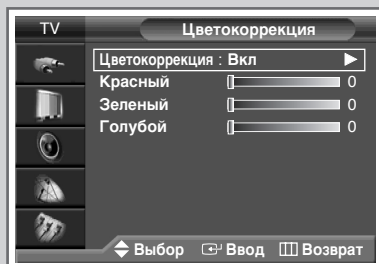 TV Цветокоррекция
Цветокоррекция : Вкл
Красный 0
Зеленый 0
Голубой 0
Выбор Ввод Возврат